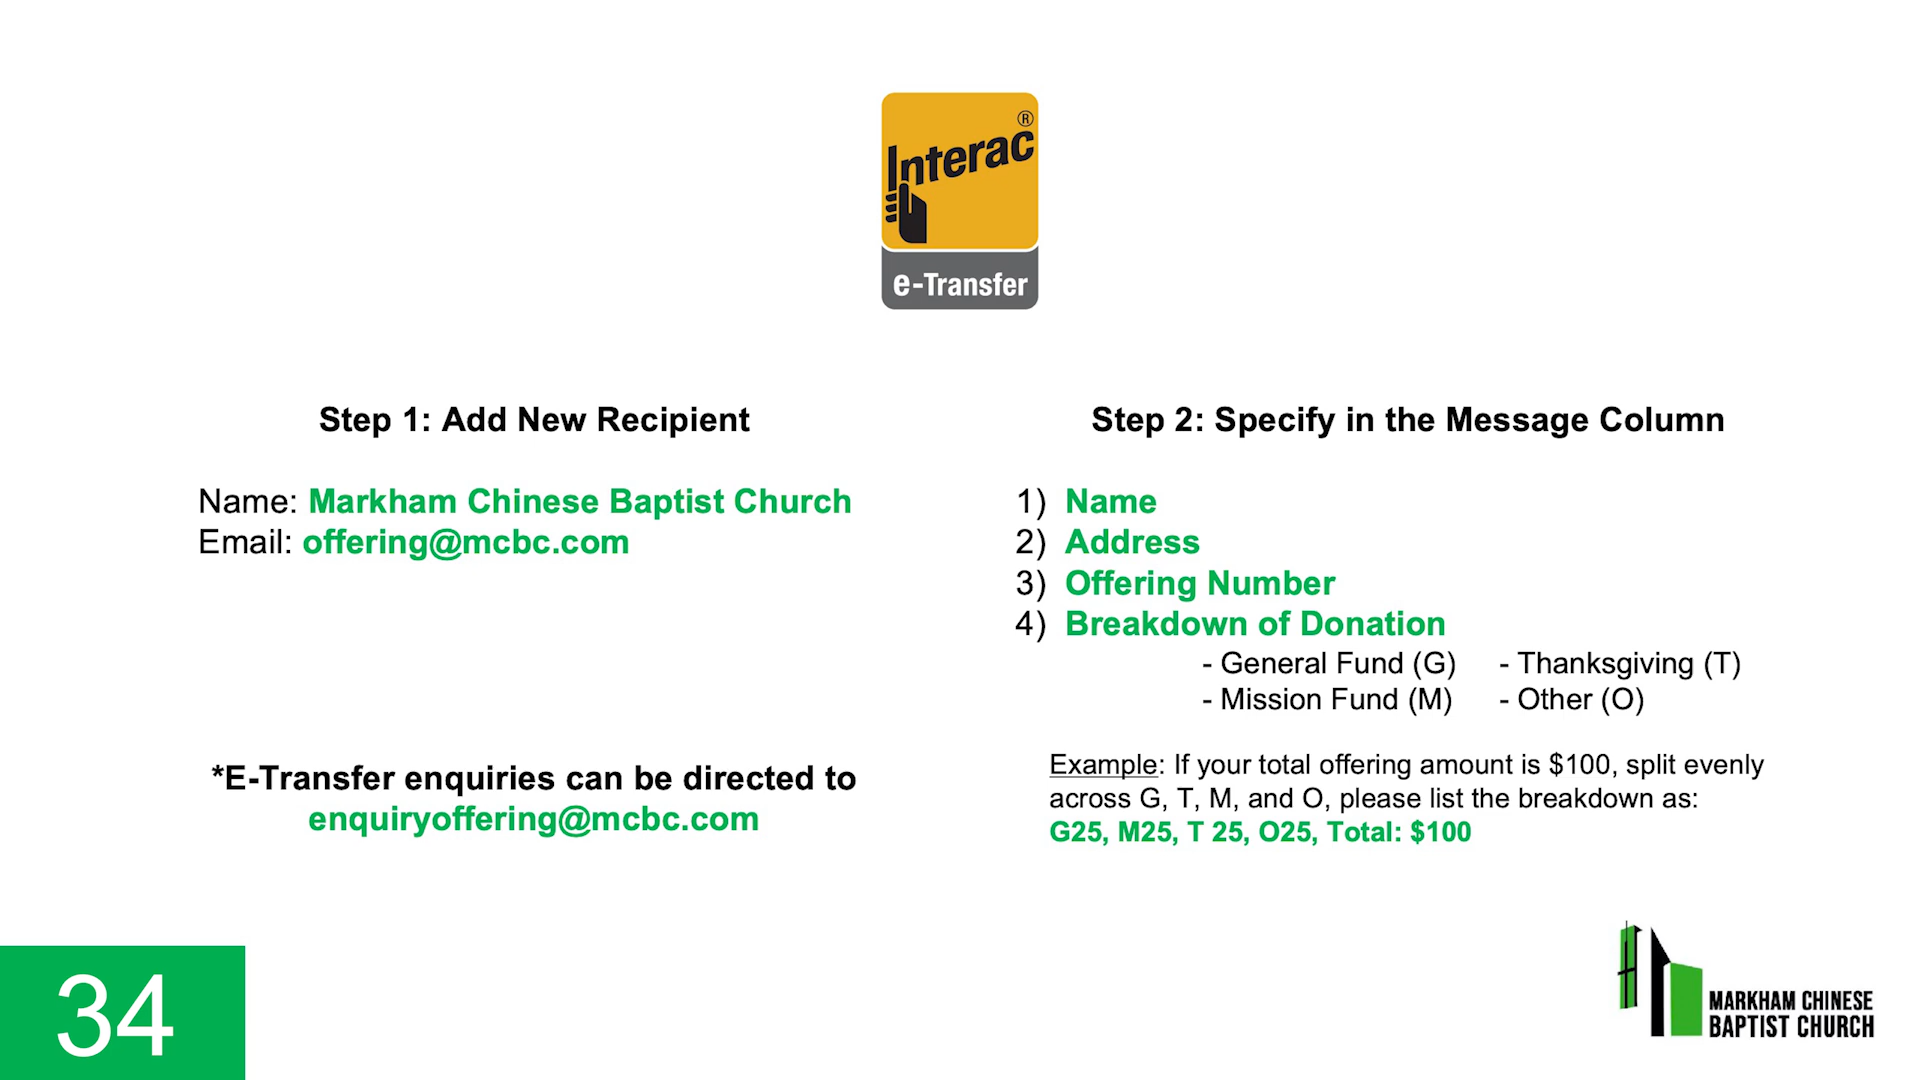 Interac®
e-Transfer
Step 1: Add New Recipient
Name: Markham Chinese Baptist Church
Email: offering@mcbc.com
*E-Transfer enquiries can be directed to
enquiryoffering@mcbc.com
Step 2: Specify in the Message Column
1) Name
2) Address
3) Offering Number
4) Breakdown of Donation
- General Fund (G) - Thanksgiving (T)
- Mission Fund (M) - Other (O)
Example: If your total offering amount is $100, split evenly
across G, T, M, and O, please list the breakdown as:
G25, M25, T 25, O25, Total: $100
34
MARKHAM CHINESE
BAPTIST CHURCH